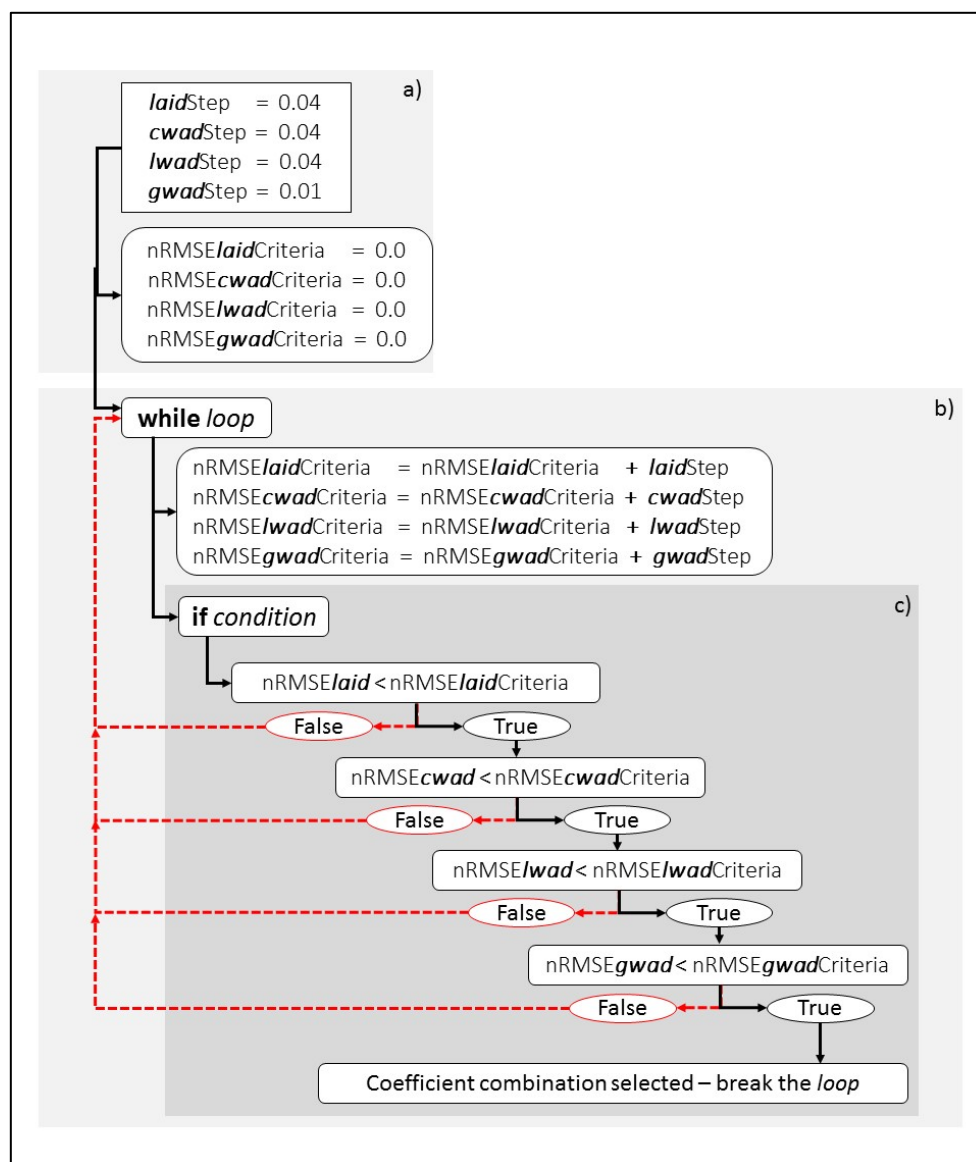 a)
laidStep = 0.04
cwadStep = 0.04
lwadStep = 0.04
gwadStep = 0.01
nRMSElaidCriteria = 0.0
nRMSEcwadCriteria = 0.0
nRMSElwadCriteria = 0.0
nRMSEgwadCriteria = 0.0
b)
while loop
nRMSElaidCriteria = nRMSElaidCriteria + laidStep
nRMSEcwadCriteria = nRMSEcwadCriteria + cwadStep
nRMSElwadCriteria = nRMSElwadCriteria + lwadStep
nRMSEgwadCriteria = nRMSEgwadCriteria + gwadStep
c)
if condition
nRMSElaid < nRMSElaidCriteria
False True
nRMSEcwad < nRMSEcwadCriteria
False True
nRMSElwad < nRMSElwadCriteria
False True
nRMSEgwad < nRMSEgwadCriteria
False True
Coefficient combination selected – break the loop